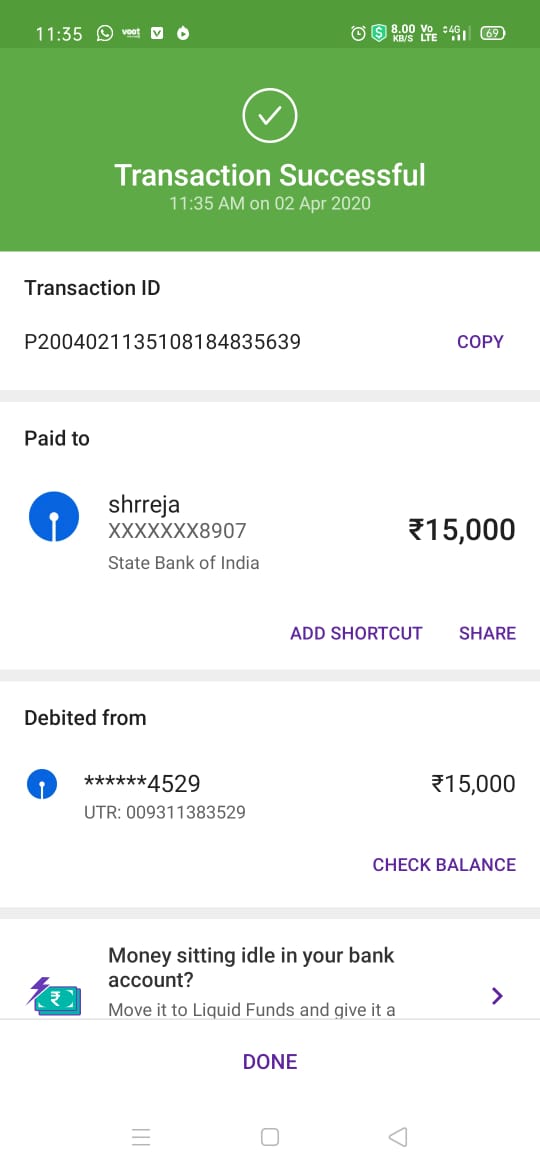 11:35 voot 8.00 KB/S Vo LTE 4G 69
Transaction Successful
11:35 AM on 02 Apr 2020
Transaction ID
P2004021135108184835639 COPY
Paid to
shrreja
XXXXXXX8907 ₹15,000
State Bank of India
ADD SHORTCUT SHARE
Debited from
******4529 ₹15,000
UTR: 009311383529
CHECK BALANCE
Money sitting idle in your bank
account?
Move it to Liquid Funds and give it a
DONE